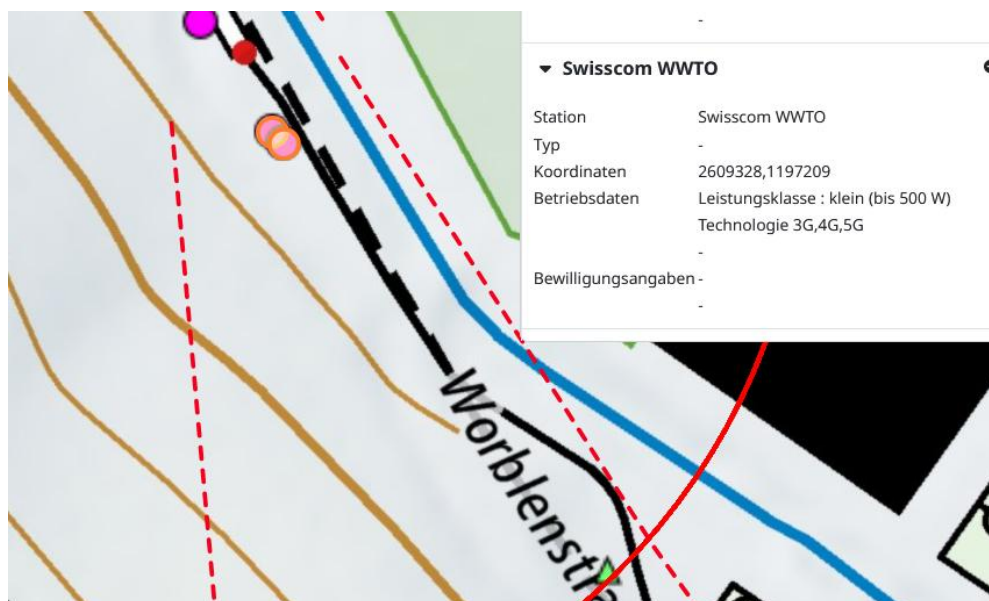 -
Swisscom WWTO
Station Swisscom WWTO
Typ -
Koordinaten 2609328,1197209
Betriebsdaten Leistungsklasse : klein (bis 500 W)
Technologie 3G,4G,5G
-
Bewilligungsangaben -
-
Worblenstra